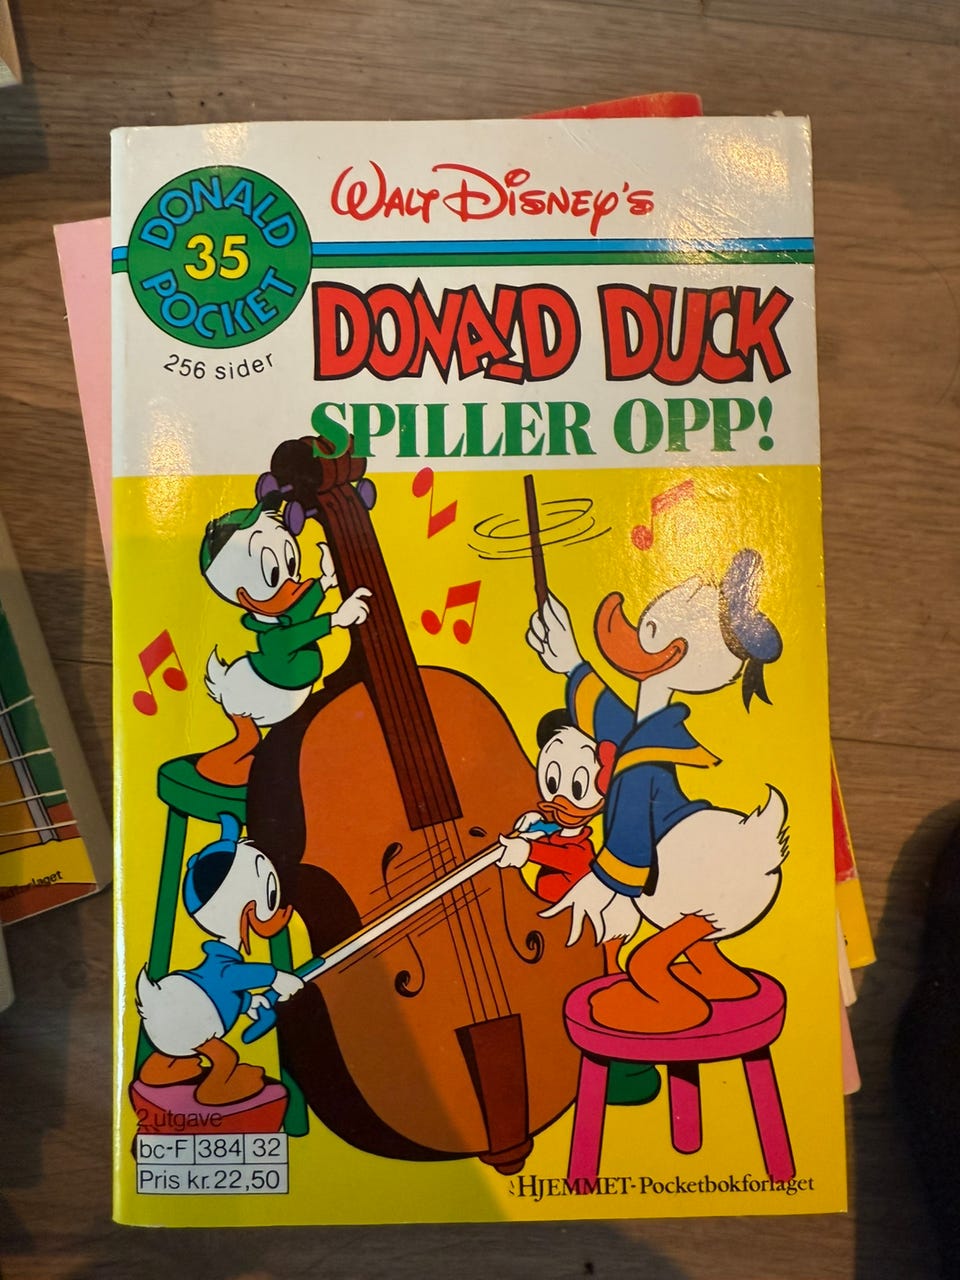 DONALD
35
POCKET
256 sider
WALT DISNEY'S
DONALD DUCK
SPILLER OPP!
2. utgave
bc-F 384 32
Pris kr. 22,50
HJEMMET-Pocketbokforlaget